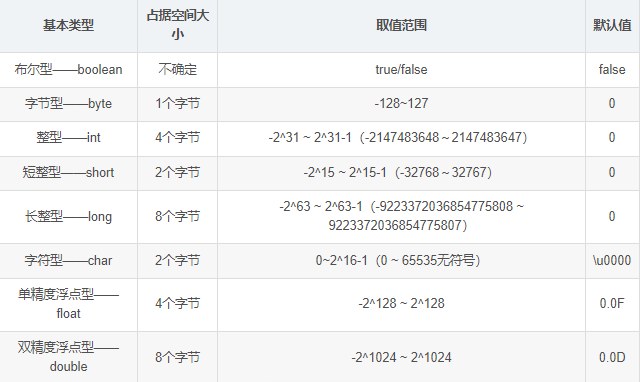 基本类型 占据空间大小 取值范围 默认值
布尔型——boolean 不确定 true/false false
字节型——byte 1个字节 -128~127 0
整型——int 4个字节 -2^31 ~ 2^31-1（-2147483648～2147483647） 0
短整型——short 2个字节 -2^15 ~ 2^15-1（-32768～32767） 0
长整型——long 8个字节 -2^63 ~ 2^63-1（-9223372036854775808 ~ 9223372036854775807） 0
字符型——char 2个字节 0~2^16-1（0 ~ 65535无符号） \u0000
单精度浮点型——float 4个字节 -2^128 ~ 2^128 0.0F
双精度浮点型——double 8个字节 -2^1024 ~ 2^1024 0.0D